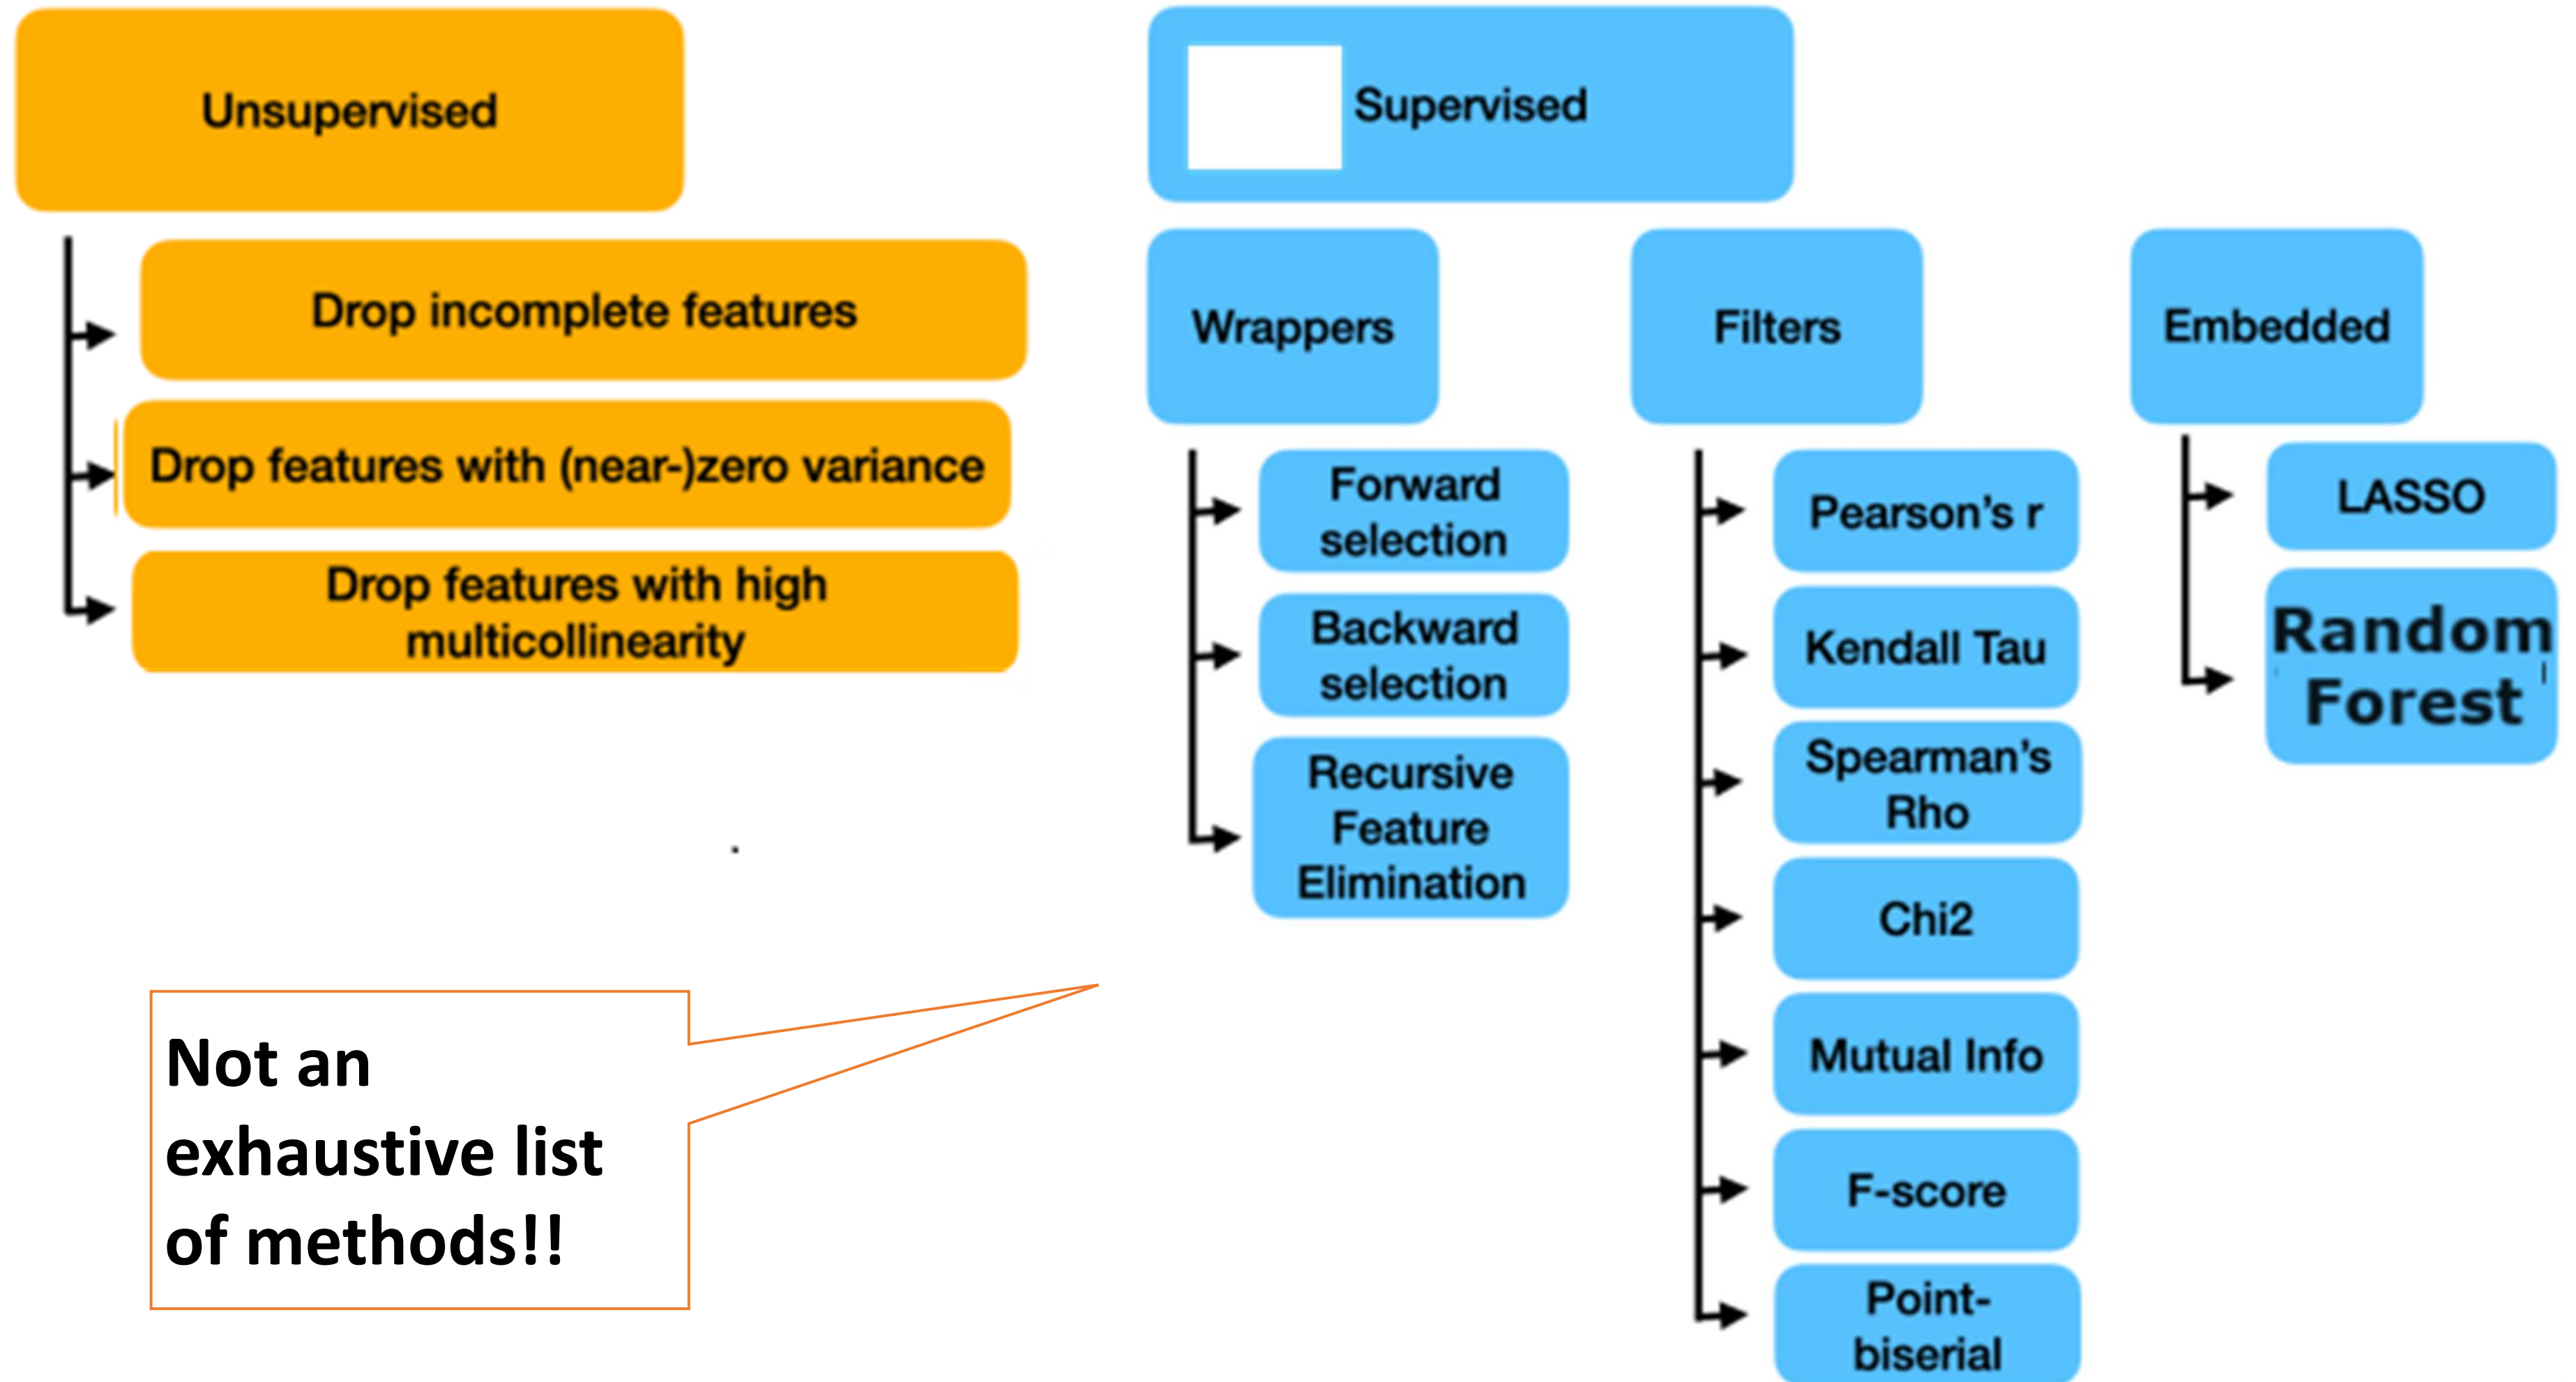 Unsupervised
Drop incomplete features
Drop features with (near-)zero variance
Drop features with high
multicollinearity
Supervised
Wrappers
Forward
selection
Backward
selection
Recursive
Feature
Elimination
Filters
Pearson’s r
Kendall Tau
Spearman’s
Rho
Chi2
Mutual Info
F-score
Point-
biserial
Embedded
LASSO
Random
Forest
Not an
exhaustive list
of methods!!